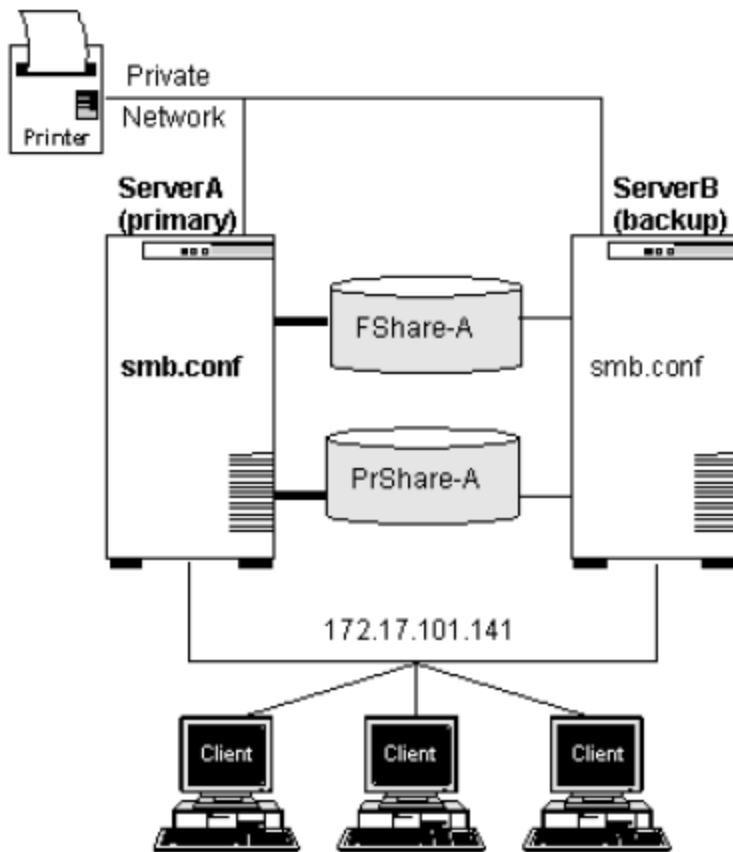 Private
Network
Printer
ServerA
(primary)
ServerB
(backup)
FShare-A
smb.conf
smb.conf
PrShare-A
172.17.101.141
Client
Client
Client